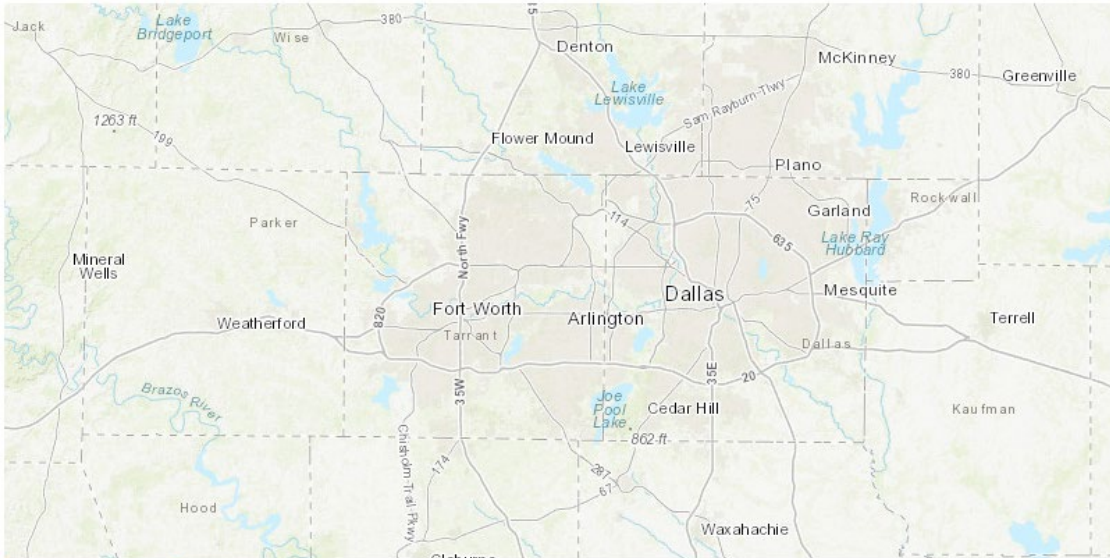 Jack
Lake
Bridgeport
Wise
380
35
Denton
McKinney
380
Greenville
Lake
Lewisville
Sam Rayburn-Tlwy
1263 ft
199
Flower Mound
Lewisville
Plano
75
Garland
Rockwall
114
635
Parker
North Fwy
Lake Ray
Hubbard
Mineral
Wells
Mesquite
Dallas
Fort Worth
820
Weatherford
Arlington
Terrell
Tarrant
Dallas
35W
35E
20
Brazos River
Joe
Pool
Lake
Cedar Hill
Kaufman
862 ft
Chisholm-Trail-Pkwy
174
287
67
Hood
Waxahachie
Cleburne